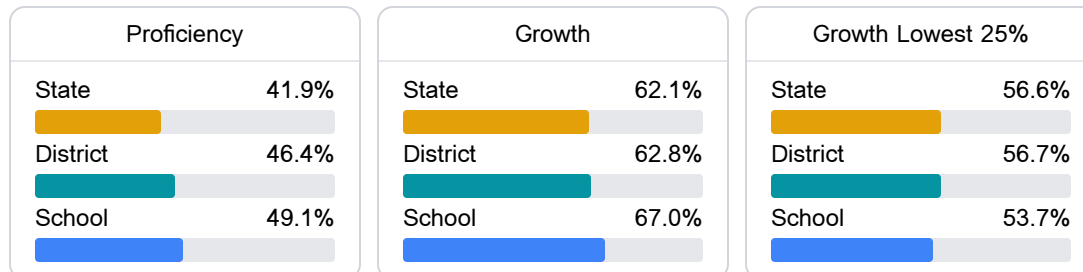 Proficiency
State 41.9%
District 46.4%
School 49.1%
Growth
State 62.1%
District 62.8%
School 67.0%
Growth Lowest 25%
State 56.6%
District 56.7%
School 53.7%